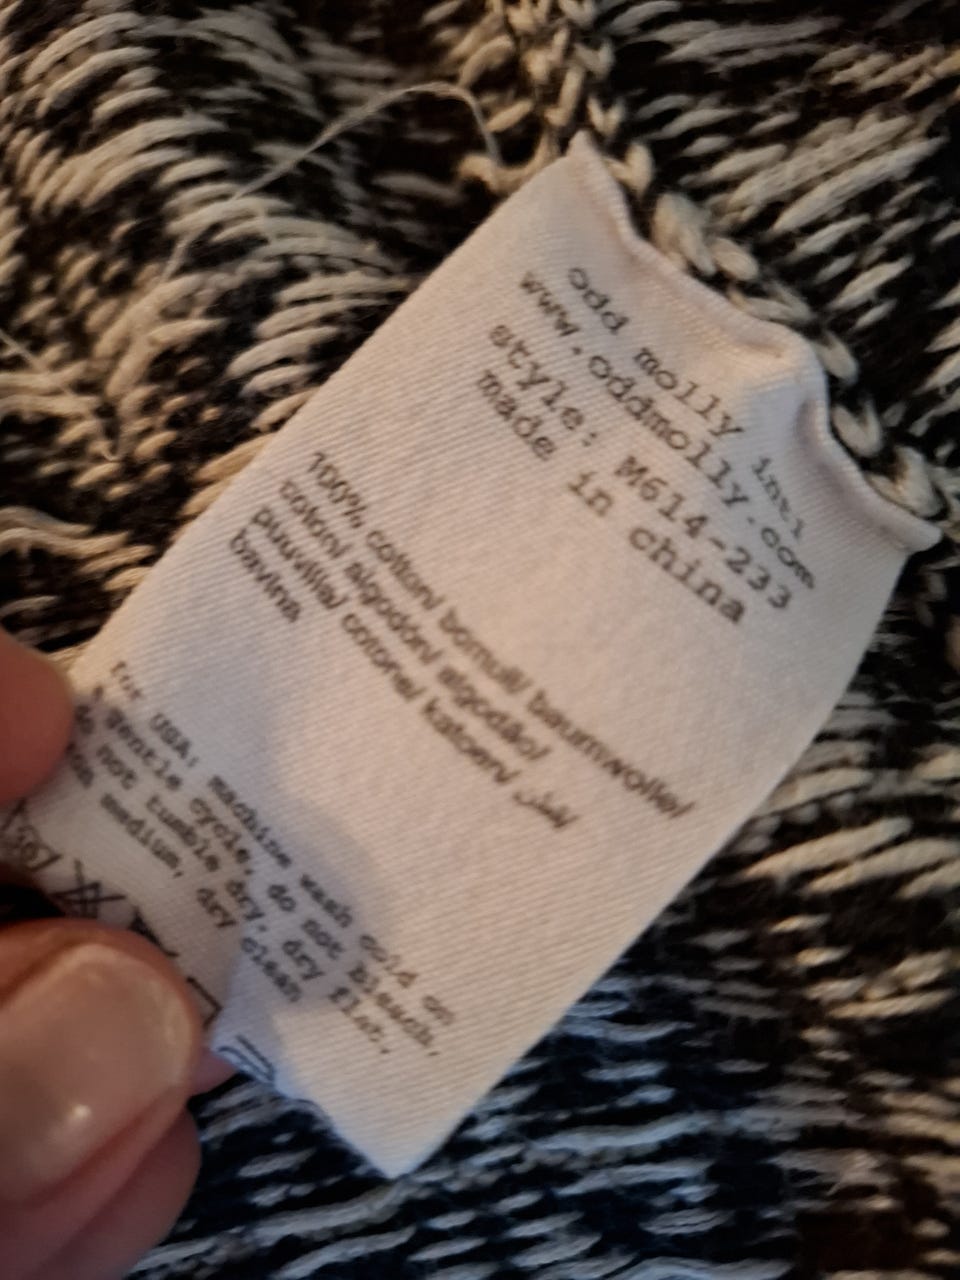 odd molly intl
www.oddmolly.com
style: M614-233
made in china
100% cotton/ bomull/ baumwolle/
coton/ algodón/ algodão/
puuvilla/ cotone/ katoen/ قطن/
bavlna
for USA: machine wash cold on
gentle cycle, do not bleach,
do not tumble dry, dry flat,
medium, dry clean